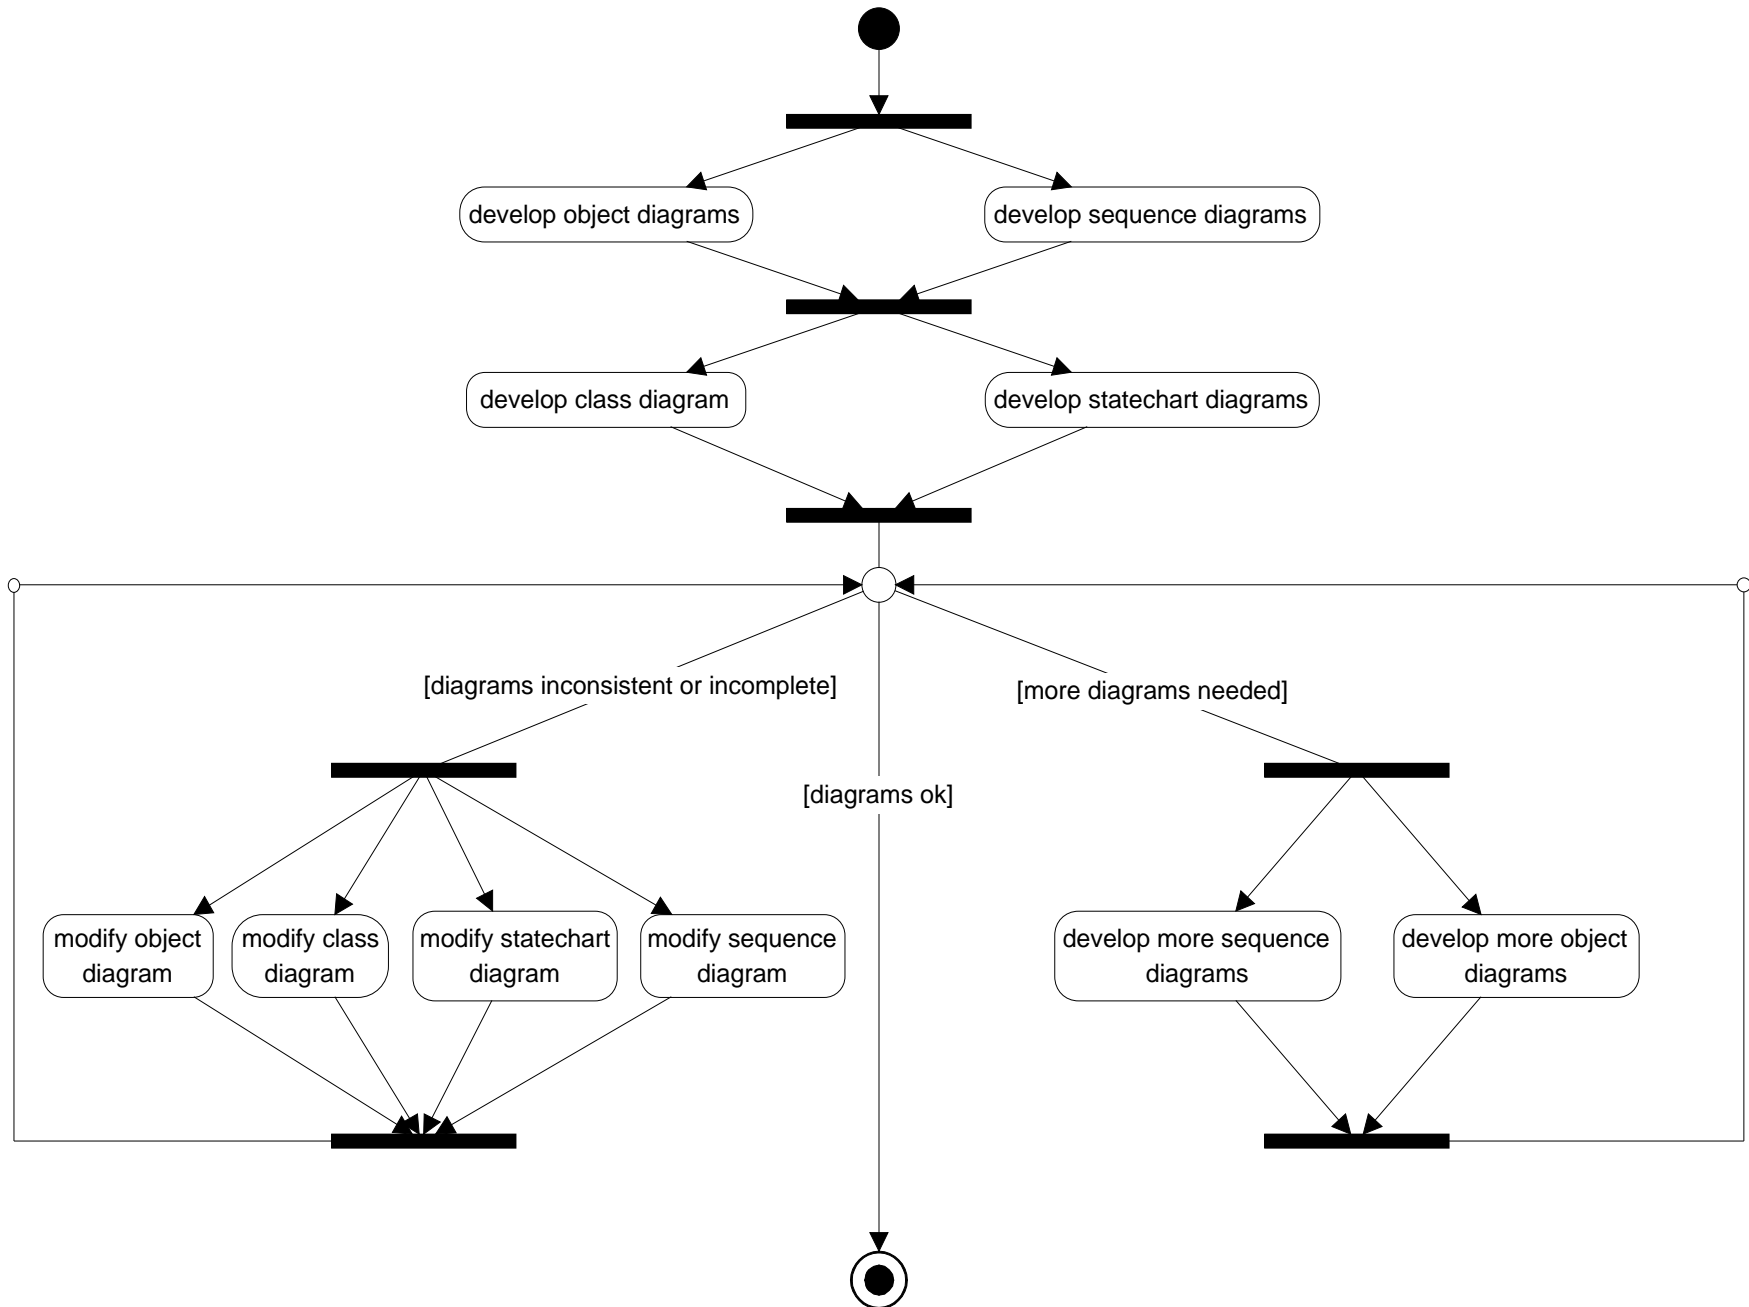 develop object diagrams
develop sequence diagrams
develop class diagram
develop statechart diagrams
[diagrams inconsistent or incomplete]
[more diagrams needed]
[diagrams ok]
modify object
diagram
modify class
diagram
modify statechart
diagram
modify sequence
diagram
develop more sequence
diagrams
develop more object
diagrams